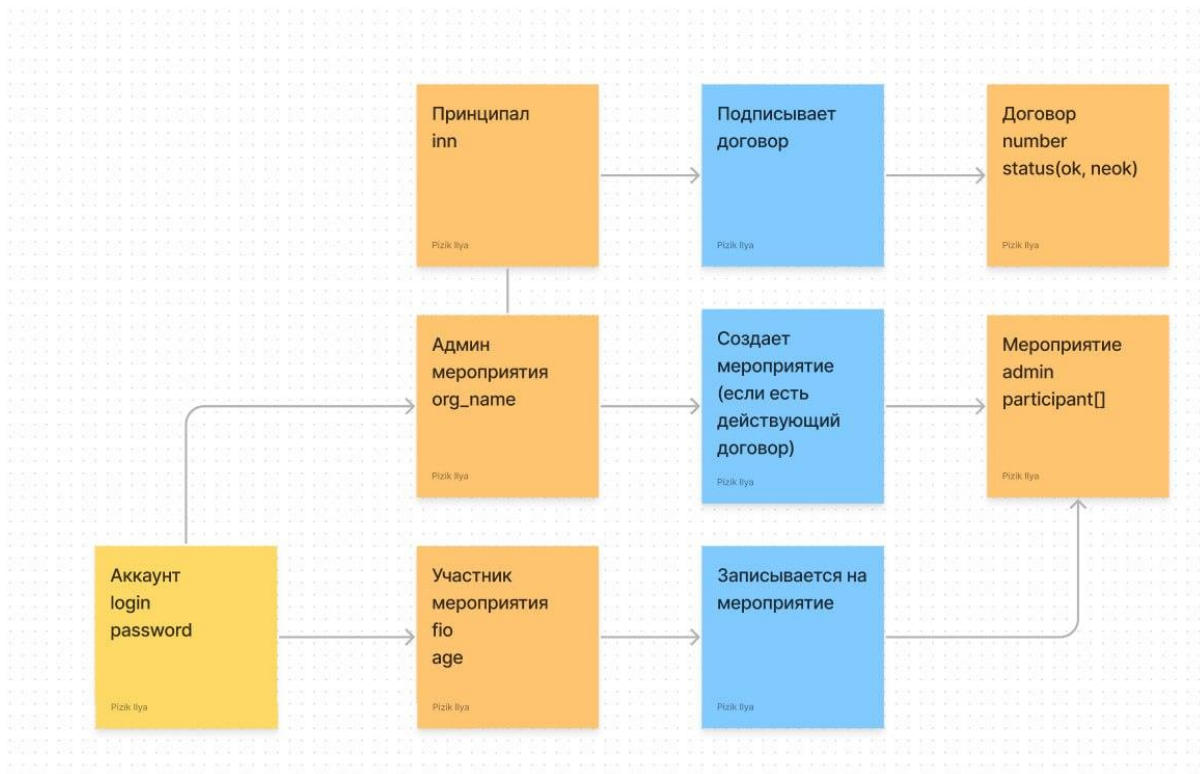 Принципал
inn
Pizik Ilya
Подписывает
договор
Pizik Ilya
Договор
number
status(ok, neok)
Pizik Ilya
Админ
мероприятия
org_name
Pizik Ilya
Создает
мероприятие
(если есть
действующий
договор)
Pizik Ilya
Мероприятие
admin
participant[]
Pizik Ilya
Аккаунт
login
password
Pizik Ilya
Участник
мероприятия
fio
age
Pizik Ilya
Записывается на
мероприятие
Pizik Ilya